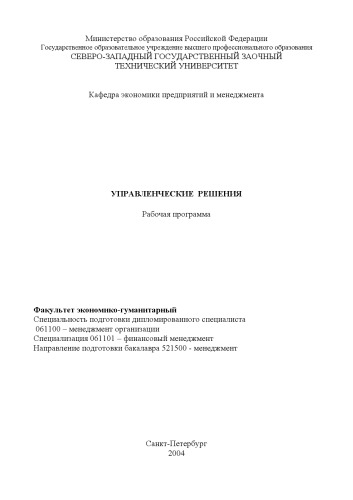 Министерство образования Российской Федерации
Государственное образовательное учреждение высшего профессионального образования
СЕВЕРО-ЗАПАДНЫЙ ГОСУДАРСТВЕННЫЙ ЗАОЧНЫЙ
ТЕХНИЧЕСКИЙ УНИВЕРСИТЕТ
Кафедра экономики предприятий и менеджмента
УПРАВЛЕНЧЕСКИЕ РЕШЕНИЯ
Рабочая программа
Факультет экономико-гуманитарный
Специальность подготовки дипломированного специалиста
061100 – менеджмент организации
Специализация 061101 – финансовый менеджмент
Направление подготовки бакалавра 521500 - менеджмент
Санкт-Петербург
2004